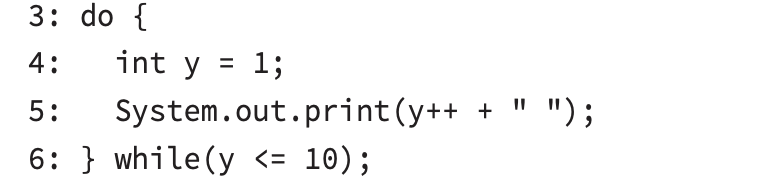 3: do {
4:   int y = 1;
5:   System.out.print(y++ + " ");
6: } while(y <= 10);